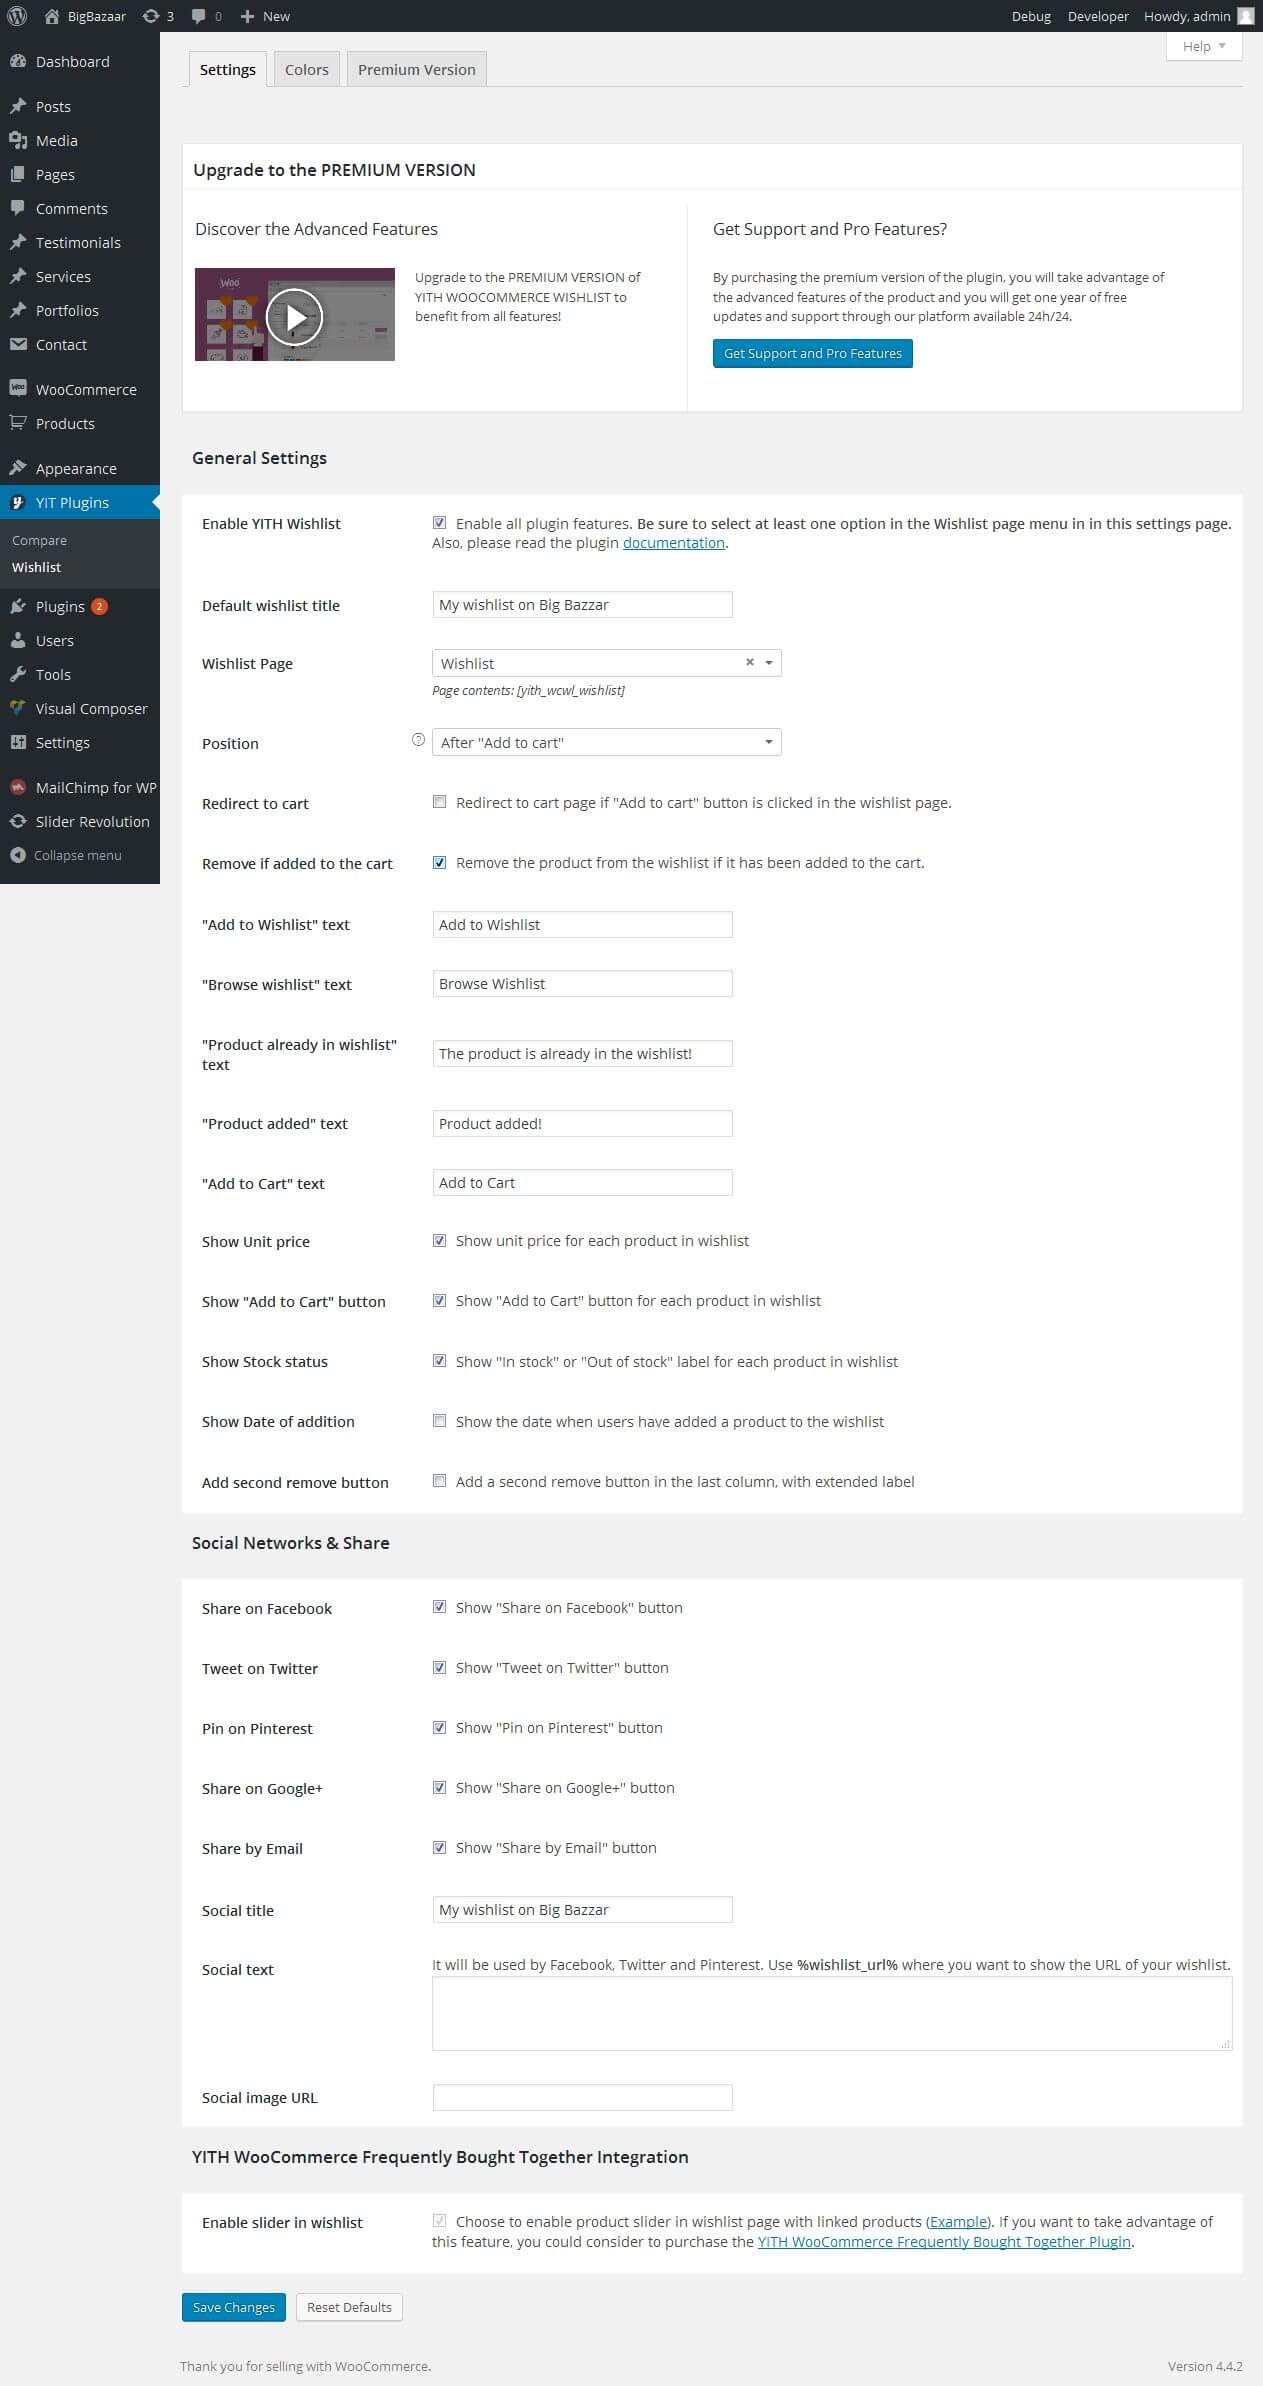 BigBazaar 3 0 New Debug Developer Howdy, admin
Help
Dashboard
Posts
Media
Pages
Comments
Testimonials
Services
Portfolios
Contact
WooCommerce
Products
Appearance
YIT Plugins
Compare
Wishlist
Plugins 2
Users
Tools
Visual Composer
Settings
MailChimp for WP
Slider Revolution
Collapse menu
Settings Colors Premium Version
Upgrade to the PREMIUM VERSION
Discover the Advanced Features
Woo
Upgrade to the PREMIUM VERSION of
YITH WOOCOMMERCE WISHLIST to
benefit from all features!
Get Support and Pro Features?
By purchasing the premium version of the plugin, you will take advantage of
the advanced features of the product and you will get one year of free
updates and support through our platform available 24h/24.
Get Support and Pro Features
General Settings
Enable YITH Wishlist Enable all plugin features. Be sure to select at least one option in the Wishlist page menu in in this settings page.
Also, please read the plugin documentation.
Default wishlist title My wishlist on Big Bazzar
Wishlist Page Wishlist
Page contents: [yith_wcwl_wishlist]
Position After "Add to cart"
Redirect to cart Redirect to cart page if "Add to cart" button is clicked in the wishlist page.
Remove if added to the cart Remove the product from the wishlist if it has been added to the cart.
"Add to Wishlist" text Add to Wishlist
"Browse wishlist" text Browse Wishlist
"Product already in wishlist"
text The product is already in the wishlist!
"Product added" text Product added!
"Add to Cart" text Add to Cart
Show Unit price Show unit price for each product in wishlist
Show "Add to Cart" button Show "Add to Cart" button for each product in wishlist
Show Stock status Show "In stock" or "Out of stock" label for each product in wishlist
Show Date of addition Show the date when users have added a product to the wishlist
Add second remove button Add a second remove button in the last column, with extended label
Social Networks & Share
Share on Facebook Show "Share on Facebook" button
Tweet on Twitter Show "Tweet on Twitter" button
Pin on Pinterest Show "Pin on Pinterest" button
Share on Google+ Show "Share on Google+" button
Share by Email Show "Share by Email" button
Social title My wishlist on Big Bazzar
Social text It will be used by Facebook, Twitter and Pinterest. Use %wishlist_url% where you want to show the URL of your wishlist.
Social image URL
YITH WooCommerce Frequently Bought Together Integration
Enable slider in wishlist Choose to enable product slider in wishlist page with linked products (Example). If you want to take advantage of
this feature, you could consider to purchase the YITH WooCommerce Frequently Bought Together Plugin.
Save Changes Reset Defaults
Thank you for selling with WooCommerce. Version 4.4.2